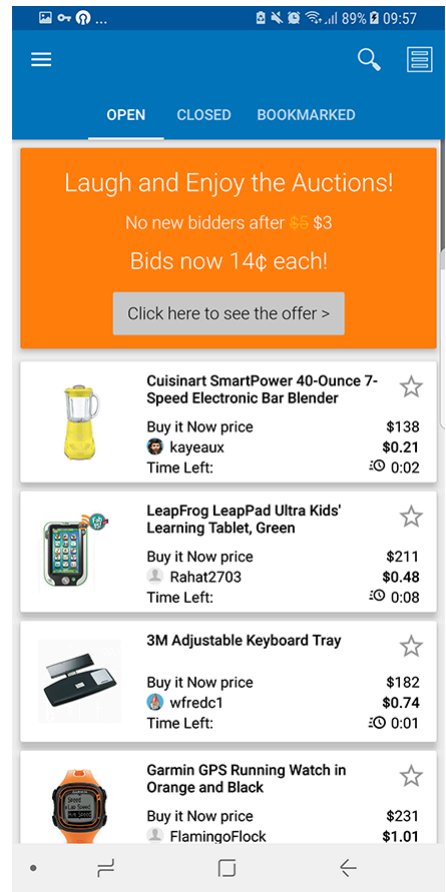 ... 89% 09:57
OPEN CLOSED BOOKMARKED
Laugh and Enjoy the Auctions!
No new bidders after $5 $3
Bids now 14¢ each!
Click here to see the offer >
Cuisinart SmartPower 40-Ounce 7-
Speed Electronic Bar Blender
Buy it Now price $138
kayeaux $0.21
Time Left: 0:02
LeapFrog LeapPad Ultra Kids'
Learning Tablet, Green
Buy it Now price $211
Rahat2703 $0.48
Time Left: 0:08
3M Adjustable Keyboard Tray
Buy it Now price $182
wfredc1 $0.74
Time Left: 0:01
Garmin GPS Running Watch in
Orange and Black
Buy it Now price $231
FlamingoFlock $1.01